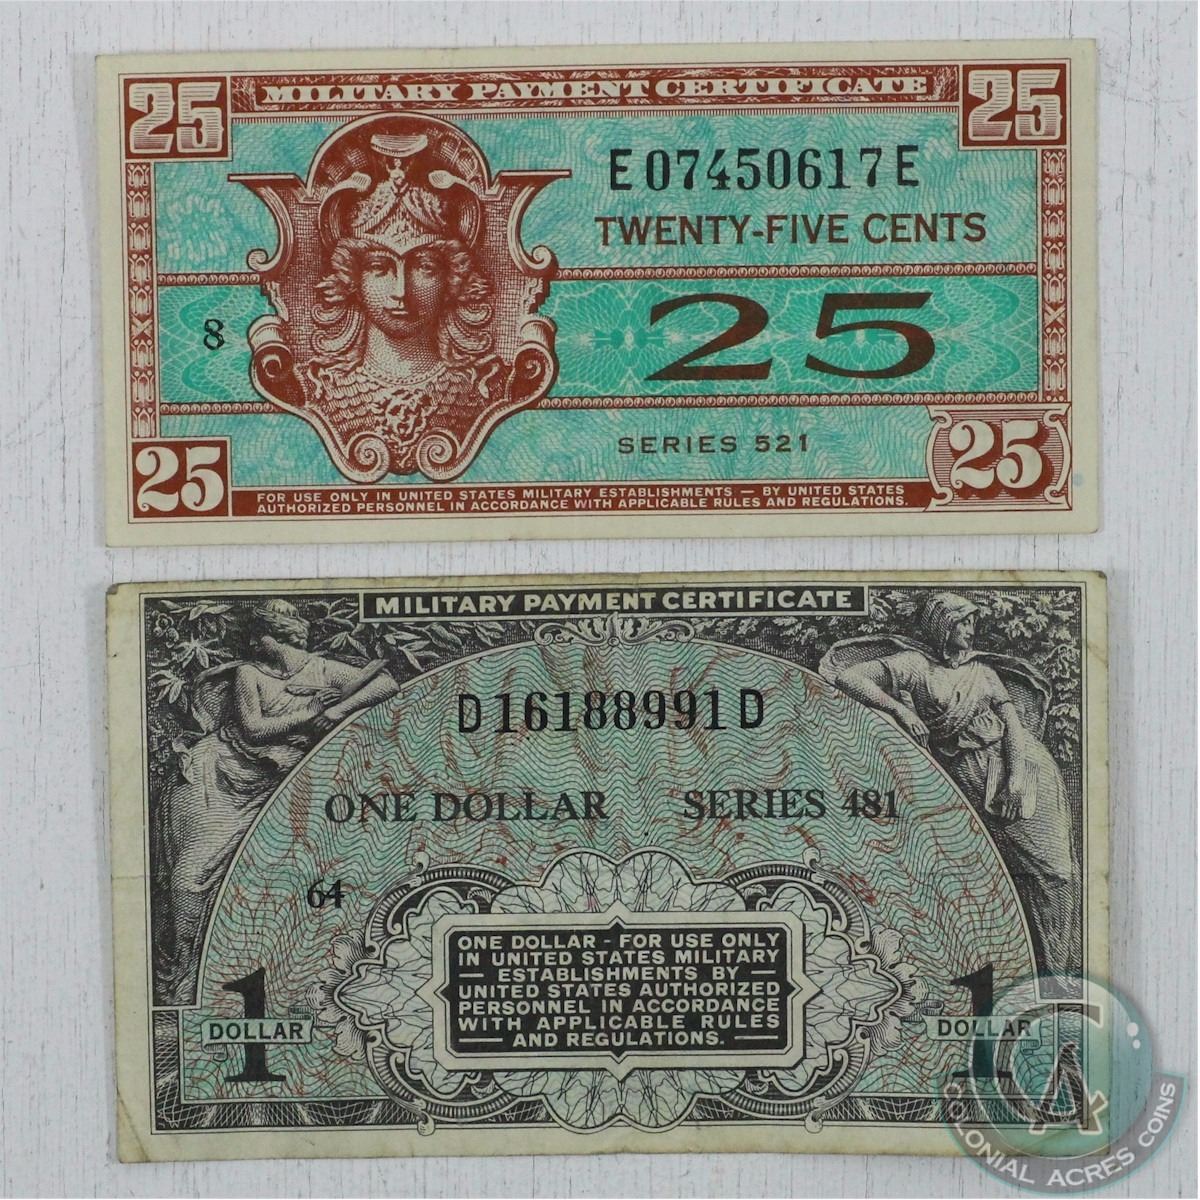 25 MILITARY PAYMENT CERTIFICATE 25
E07450617E
TWENTY-FIVE CENTS
8
25
SERIES 521
25
25
FOR USE ONLY IN UNITED STATES MILITARY ESTABLISHMENTS — BY UNITED STATES
AUTHORIZED PERSONNEL IN ACCORDANCE WITH APPLICABLE RULES AND REGULATIONS.
MILITARY PAYMENT CERTIFICATE
D16188991D
ONE DOLLAR SERIES 481
64
ONE DOLLAR - FOR USE ONLY
IN UNITED STATES MILITARY
— ESTABLISHMENTS BY —
UNITED STATES AUTHORIZED
PERSONNEL IN ACCORDANCE
WITH APPLICABLE RULES
— AND REGULATIONS. —
1
DOLLAR
1
DOLLAR
CA
COLONIAL ACRES COINS